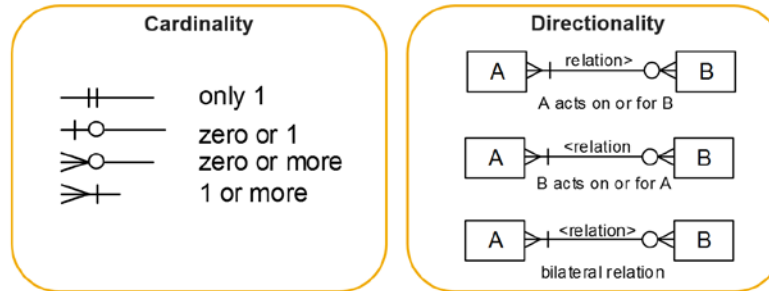 Cardinality
only 1
zero or 1
zero or more
1 or more
Directionality
A relation> B
A acts on or for B
A <relation B
B acts on or for A
A <relation> B
bilateral relation